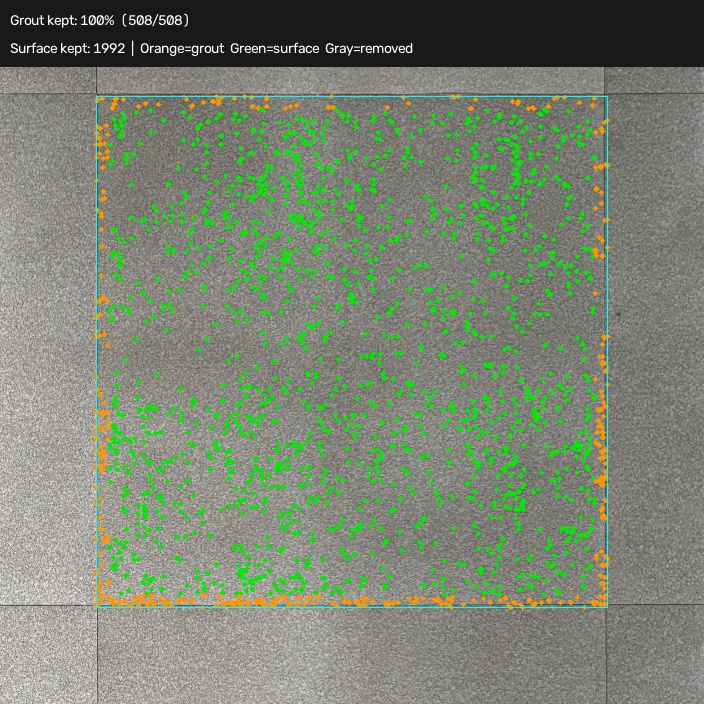 Grout kept: 100% (508/508)
Surface kept: 1992 | Orange=grout Green=surface Gray=removed